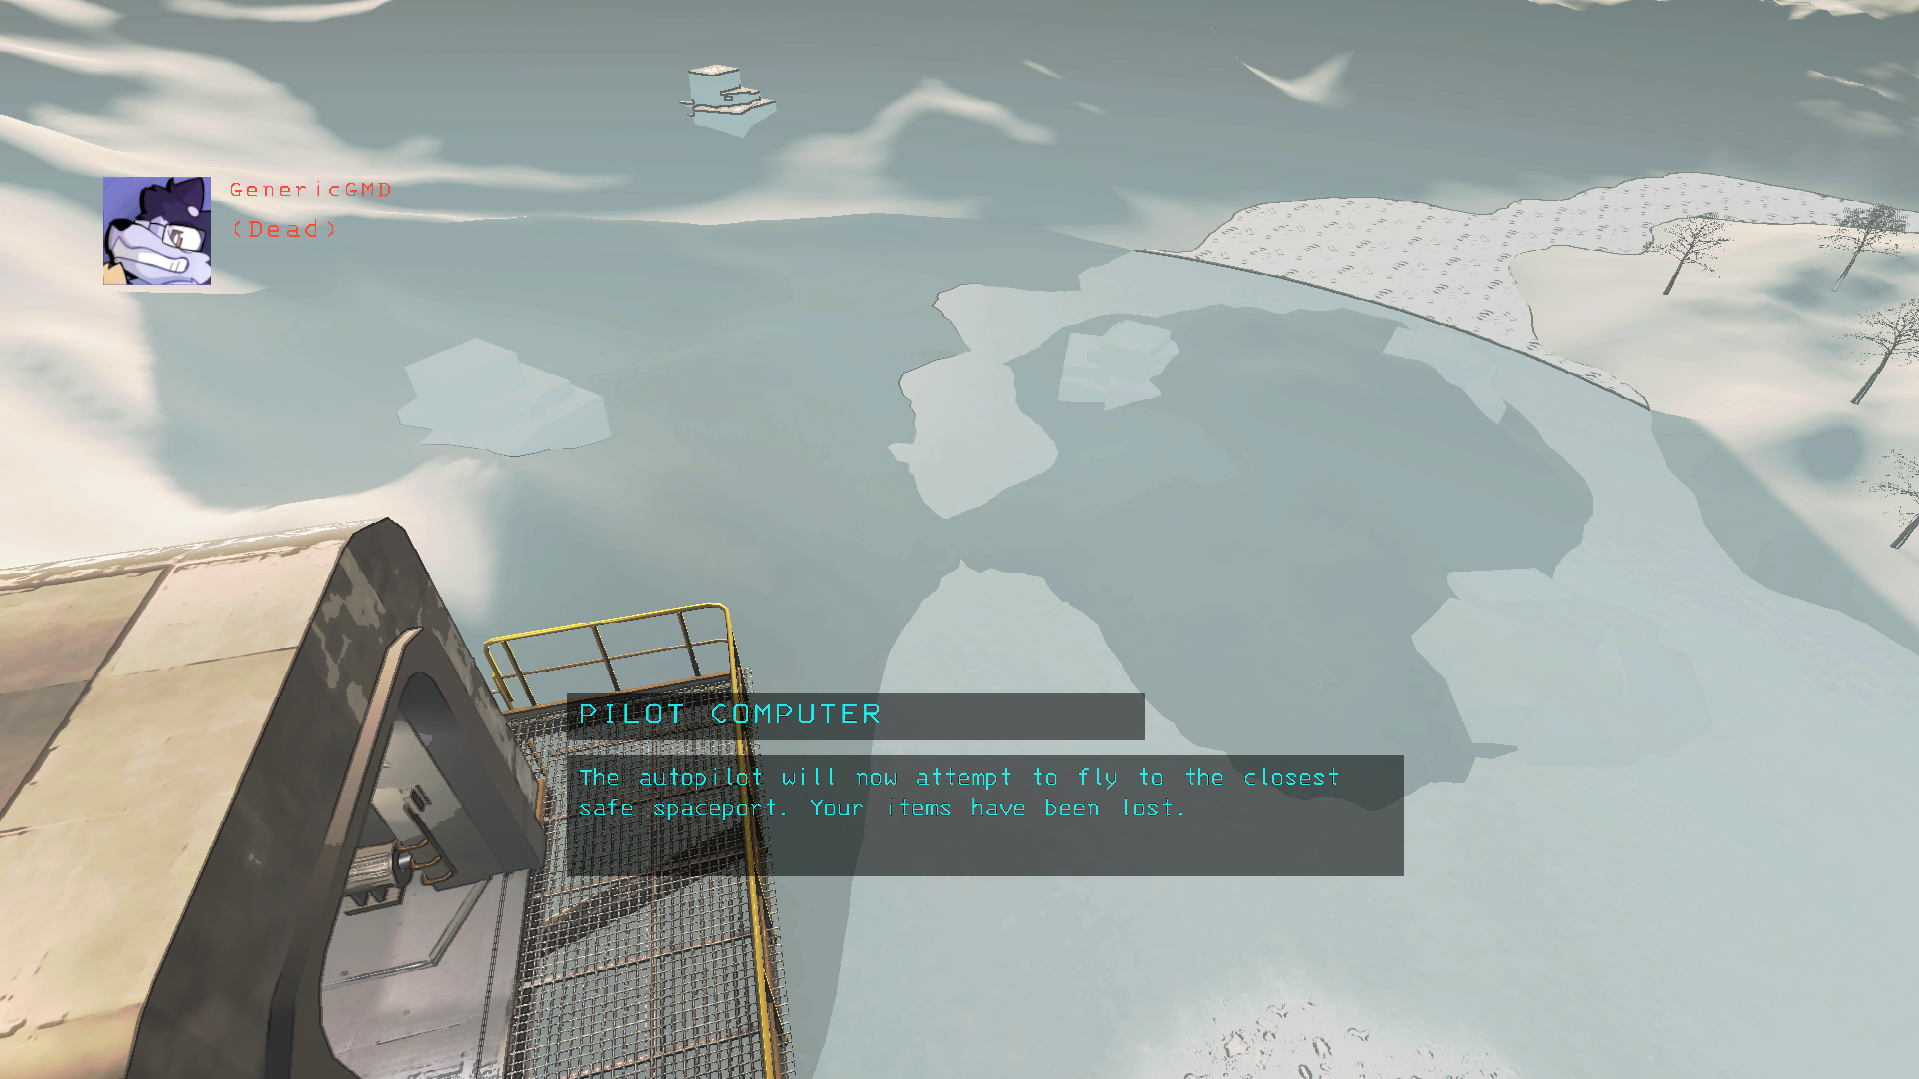 GenericGMD
(Dead)
PILOT COMPUTER
The autopilot will now attempt to fly to the closest
safe spaceport. Your items have been lost.